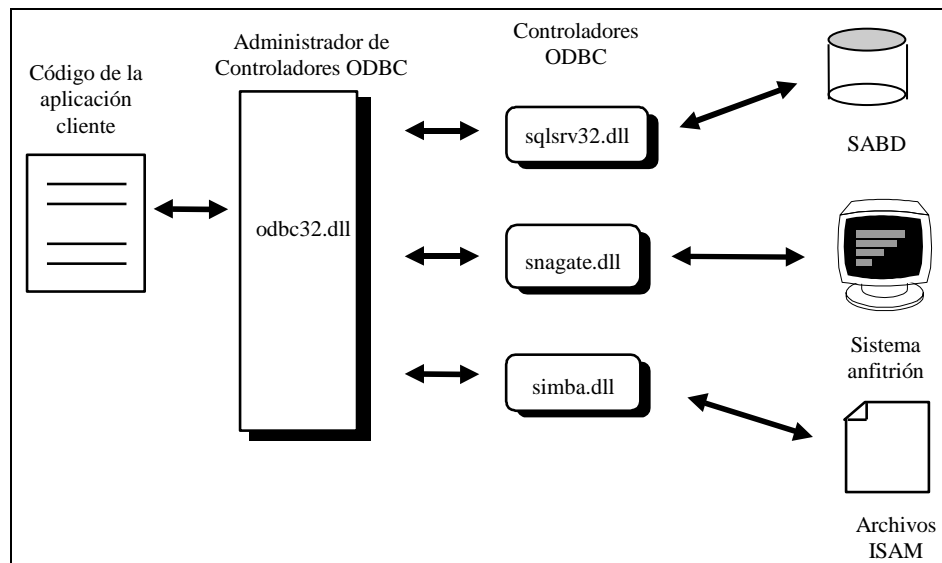 Código de la
aplicación
cliente
Administrador de
Controladores ODBC
odbc32.dll
Controladores
ODBC
sqlsrv32.dll
snagate.dll
simba.dll
SABD
Sistema
anfitrión
Archivos
ISAM